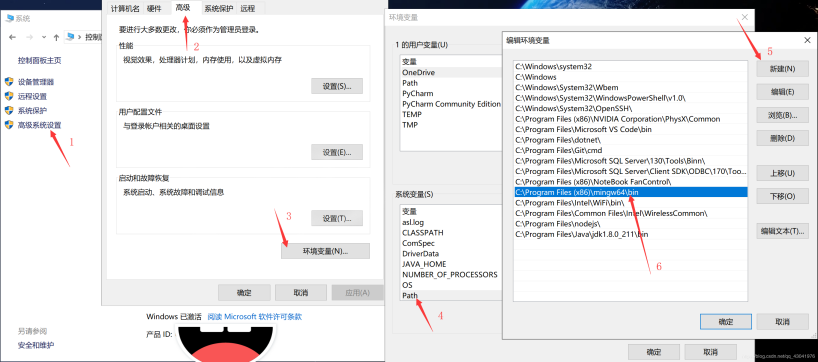 系统
控制
控制面板主页
设备管理器
远程设置
系统保护
高级系统设置
1
另请参阅
安全和维护
计算机名 硬件 高级 系统保护 远程
要进行大多数更改，你必须作为管理员登录。
2
性能
视觉效果，处理器计划，内存使用，以及虚拟内存
设置(S)...
用户配置文件
与登录帐户相关的桌面设置
设置(E)...
启动和故障恢复
系统启动、系统故障和调试信息
设置(T)...
3
环境变量(N)...
确定 取消 应用(A)
Windows 已激活 阅读 Microsoft 软件许可条款
产品 ID:
环境变量
1 的用户变量(U)
变量
OneDrive
Path
PyCharm
PyCharm Community Edition
TEMP
TMP
系统变量(S)
变量
asl.log
CLASSPATH
ComSpec
DriverData
JAVA_HOME
NUMBER_OF_PROCESSORS
OS
Path
4
确定 取消
编辑环境变量
5
C:\Windows\system32
C:\Windows
C:\Windows\System32\Wbem
C:\Windows\System32\WindowsPowerShell\v1.0\
C:\Windows\System32\OpenSSH\
C:\Program Files (x86)\NVIDIA Corporation\PhysX\Common
C:\Program Files\Microsoft VS Code\bin
C:\Program Files\dotnet\
C:\Program Files\Git\cmd
C:\Program Files\Microsoft SQL Server\130\Tools\Binn\
C:\Program Files\Microsoft SQL Server\Client SDK\ODBC\170\Too...
C:\Program Files (x86)\NoteBook FanControl\
C:\Program Files (x86)\mingw64\bin
C:\Program Files\Intel\WiFi\bin\
C:\Program Files\Common Files\Intel\WirelessCommon\
C:\Program Files\nodejs\
C:\Program Files\Java\jdk1.8.0_211\bin
6
新建(N)
编辑(E)
浏览(B)...
删除(D)
上移(U)
下移(O)
编辑文本(T)...
确定 取消